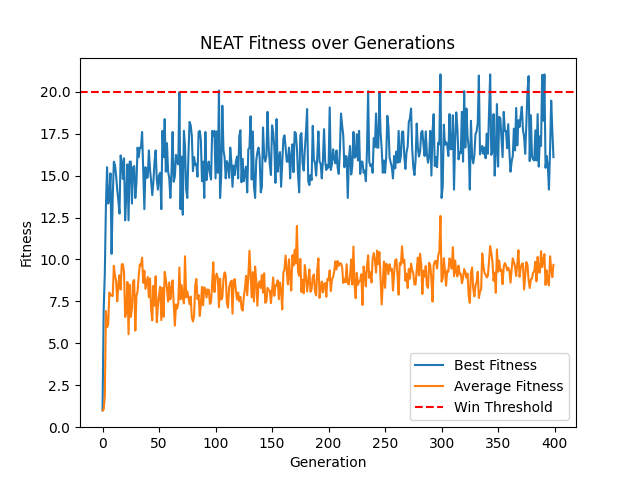 NEAT Fitness over Generations
20.0
17.5
15.0
12.5
10.0
7.5
5.0
2.5
0.0
Fitness
Best Fitness
Average Fitness
Win Threshold
0 50 100 150 200 250 300 350 400
Generation